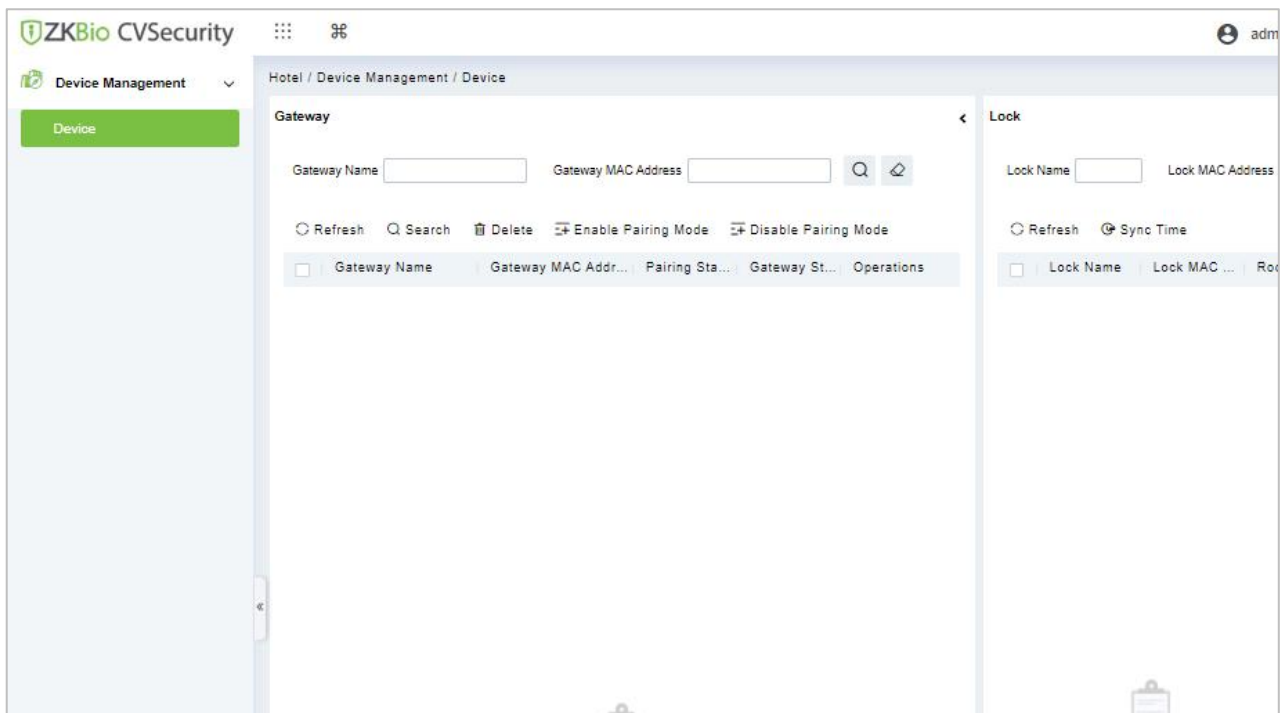 ZKBio CVSecurity
adm
Device Management
Device
Hotel / Device Management / Device
Gateway
Gateway Name
Gateway MAC Address
Refresh Search Delete Enable Pairing Mode Disable Pairing Mode
Gateway Name Gateway MAC Addr... Pairing Sta... Gateway St... Operations
Lock
Lock Name
Lock MAC Address
Refresh Sync Time
Lock Name Lock MAC ... Roo